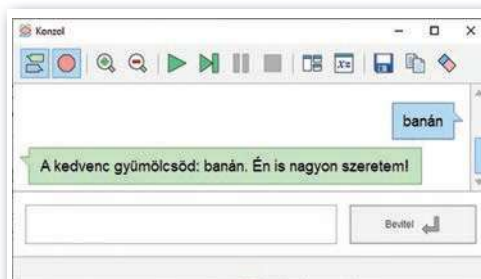 Konzol
banán
A kedvenc gyümölcsöd: banán. Én is nagyon szeretem!
Bevitel